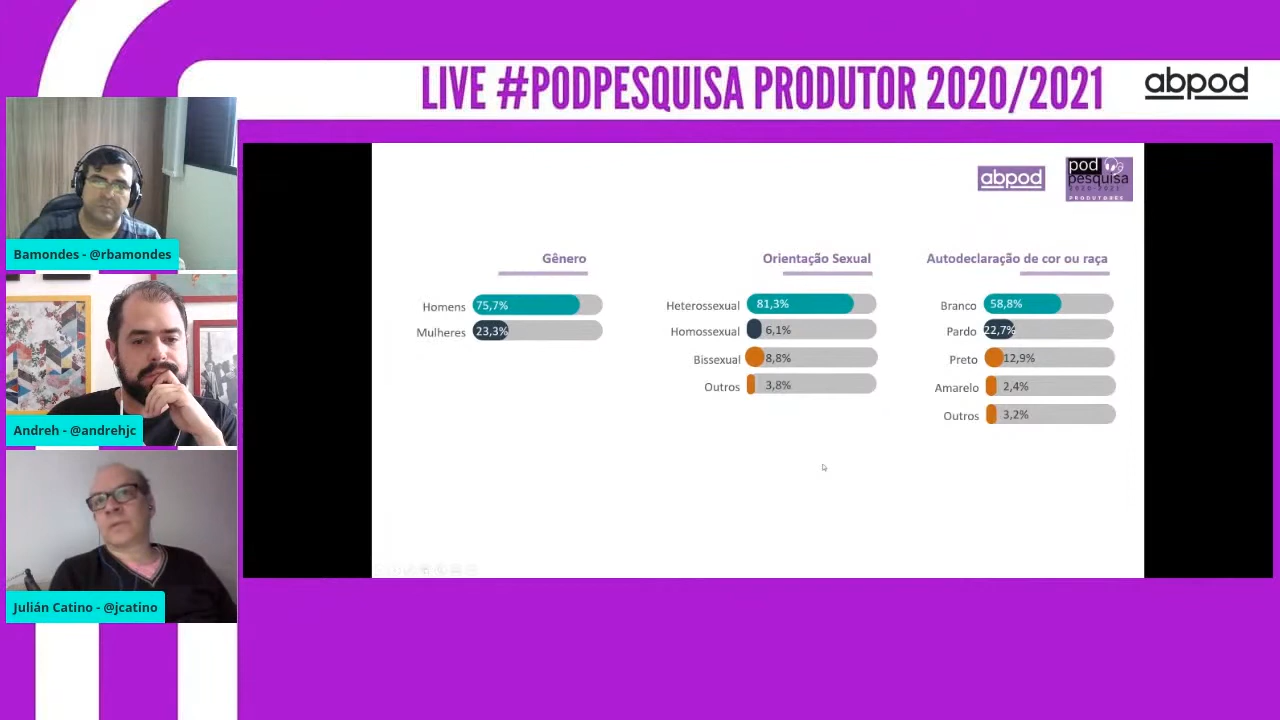 LIVE #PODPESQUISA PRODUTOR 2020/2021
abpod
Bamondes - @rbamondes
Andreh - @andrehjc
Julián Catino - @jcatino
abpod
pod
pesquisa
2020-2021
PRODUTORES
Gênero
Homens 75,7%
Mulheres 23,3%
Orientação Sexual
Heterossexual 81,3%
Homossexual 6,1%
Bissexual 8,8%
Outros 3,8%
Autodeclaração de cor ou raça
Branco 58,8%
Pardo 22,7%
Preto 12,9%
Amarelo 2,4%
Outros 3,2%